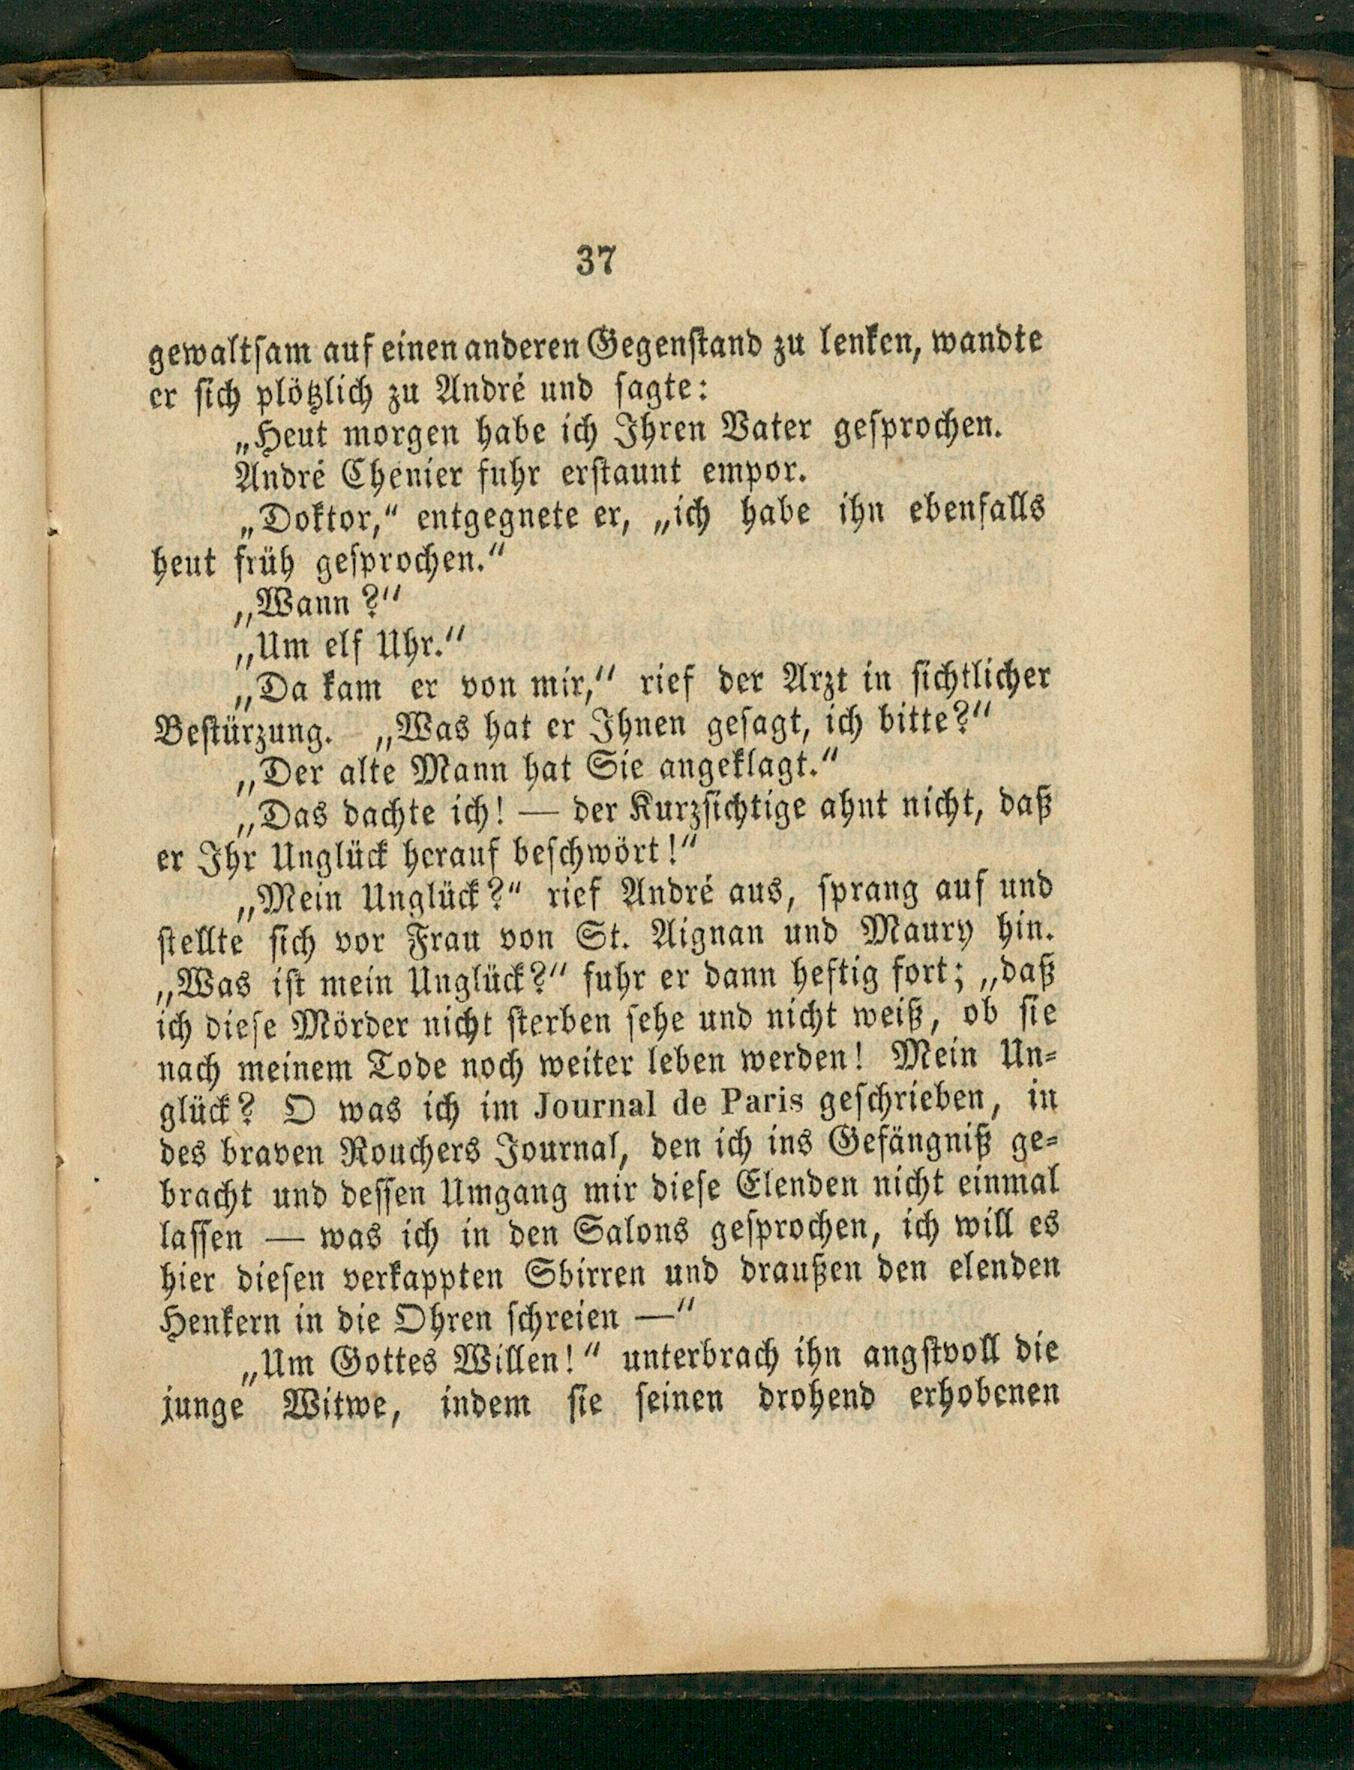 37
gewaltsam auf einen anderen Gegenstand zu lenken, wandte
er sich plötzlich zu André und sagte:
„Heut morgen habe ich Ihren Vater gesprochen.
André Chénier fuhr erstaunt empor.
„Doktor,“ entgegnete er, „ich habe ihn ebenfalls
heut früh gesprochen.“
„Wann?“
„Um elf Uhr.“
„Da kam er von mir,“ rief der Arzt in sichtlicher
Bestürzung. „Was hat er Ihnen gesagt, ich bitte?“
„Der alte Mann hat Sie angeklagt.“
„Das dachte ich! — der Kurzsichtige ahnt nicht, daß
er Ihr Unglück herauf beschwört!“
„Mein Unglück?“ rief André aus, sprang auf und
stellte sich vor Frau von St. Aignan und Maury hin.
„Was ist mein Unglück?“ fuhr er dann heftig fort; „daß
ich diese Mörder nicht sterben sehe und nicht weiß, ob sie
nach meinem Tode noch weiter leben werden! Mein Un-
glück? O was ich im Journal de Paris geschrieben, in
des braven Rouchers Journal, den ich ins Gefängniß ge-
bracht und dessen Umgang mir diese Elenden nicht einmal
lassen — was ich in den Salons gesprochen, ich will es
hier diesen verkappten Sbirren und draußen den elenden
Henkern in die Ohren schreien —“
„Um Gottes Willen!“ unterbrach ihn angstvoll die
junge Witwe, indem sie seinen drohend erhobenen